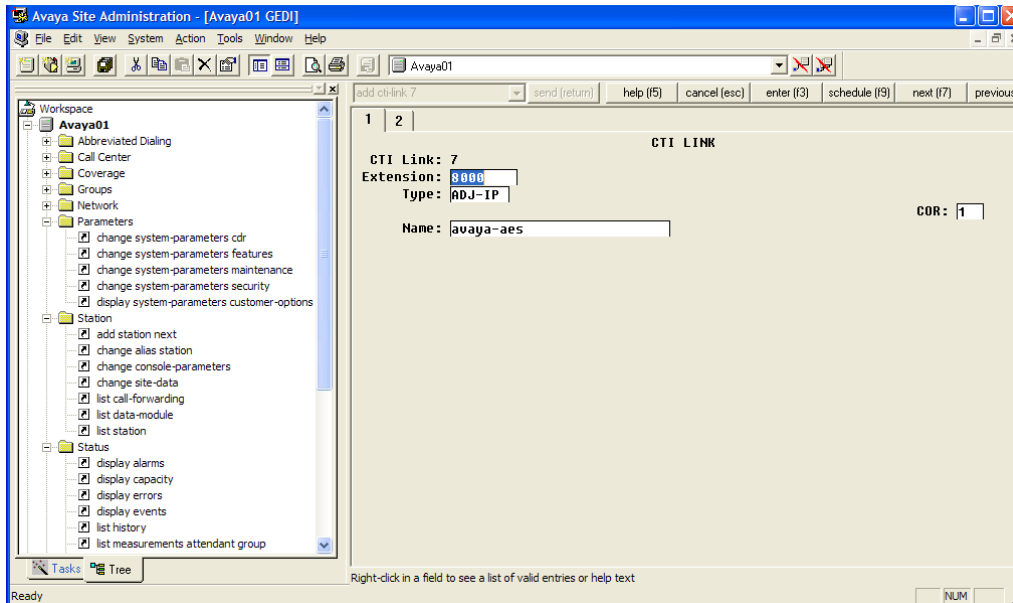 Avaya Site Administration - [Avaya01 GEDI]
File Edit View System Action Tools Window Help
Avaya01
add cti-link 7 send (return) help (f5) cancel (esc) enter (f3) schedule (f9) next (f7) previous
Workspace
Avaya01
Abbreviated Dialing
Call Center
Coverage
Groups
Network
Parameters
change system-parameters cdr
change system-parameters features
change system-parameters maintenance
change system-parameters security
display system-parameters customer-options
Station
add station next
change alias station
change console-parameters
change site-data
list call-forwarding
list data-module
list station
Status
display alarms
display capacity
display errors
display events
list history
list measurements attendant group
Tasks Tree
1 2
CTI LINK
CTI Link: 7
Extension: 8000
Type: ADJ-IP
COR: 1
Name: avaya-aes
Right-click in a field to see a list of valid entries or help text
Ready NUM